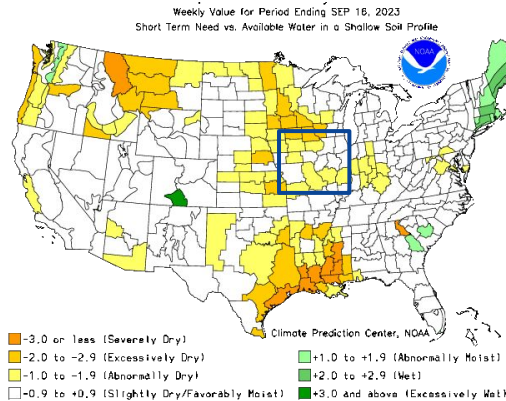 Weekly Value for Period Ending SEP 16, 2023
Short Term Need vs. Available Water in a Shallow Soil Profile
NOAA
Climate Prediction Center, NOAA
-3.0 or less (Severely Dry)
-2.0 to -2.9 (Excessively Dry)
-1.0 to -1.9 (Abnormally Dry)
-0.9 to +0.9 (Slightly Dry/Favorably Moist)
+1.0 to +1.9 (Abnormally Moist)
+2.0 to +2.9 (Wet)
+3.0 and above (Excessively Wet)